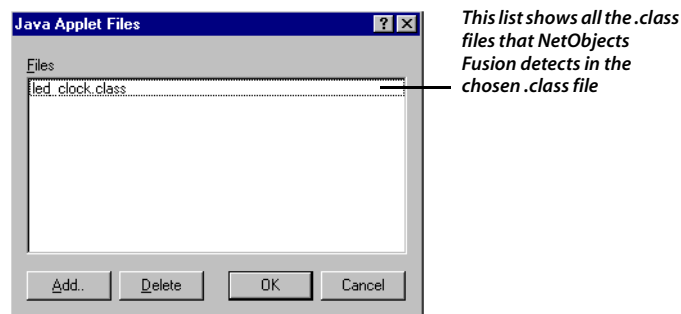 Java Applet Files
This list shows all the .class
files that NetObjects
Fusion detects in the
chosen .class file
Files
led_clock.class
Add..
Delete
OK
Cancel